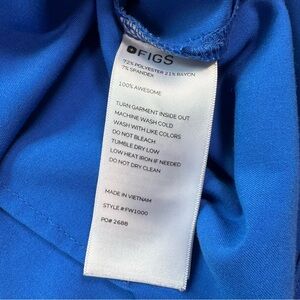 FIGS
72% POLYESTER 21% RAYON
7% SPANDEX
100% AWESOME
TURN GARMENT INSIDE OUT
MACHINE WASH COLD
WASH WITH LIKE COLORS
DO NOT BLEACH
TUMBLE DRY LOW
LOW HEAT IRON IF NEEDED
DO NOT DRY CLEAN
MADE IN VIETNAM
STYLE #FW1000
PO# 2688